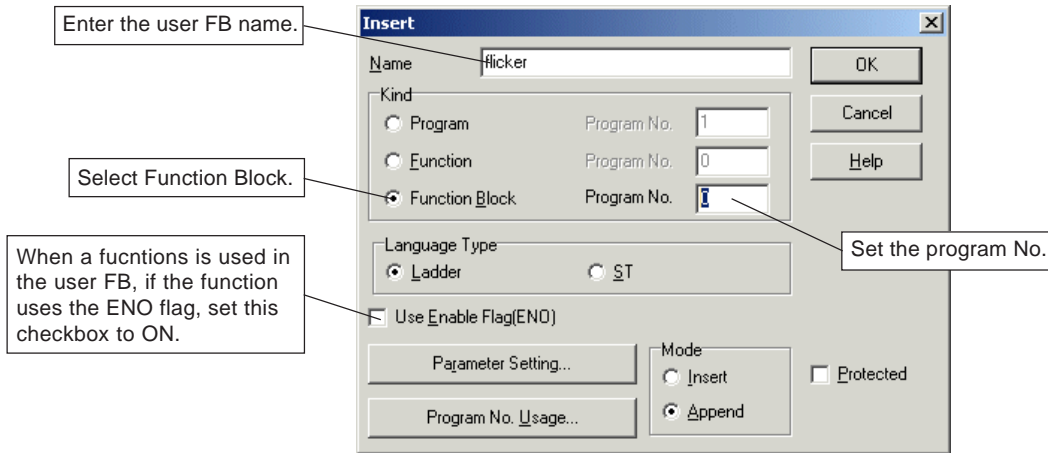 Enter the user FB name.
Insert
Name flicker
OK
Kind
Program Program No. 1
Cancel
Function Program No. 0
Help
Select Function Block.
Function Block Program No. 0
Set the program No.
Language Type
Ladder ST
When a fucntions is used in
the user FB, if the function
uses the ENO flag, set this
checkbox to ON.
Use Enable Flag(ENO)
Parameter Setting...
Mode
Insert
Protected
Program No. Usage...
Append